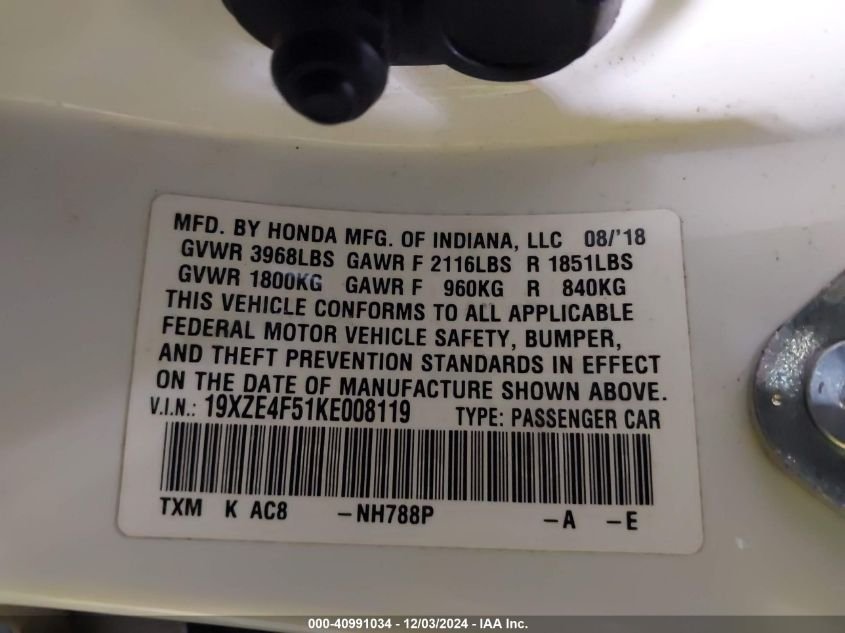 MFD. BY HONDA MFG. OF INDIANA, LLC 08/'18
GVWR 3968LBS GAWR F 2116LBS R 1851LBS
GVWR 1800KG GAWR F 960KG R 840KG
THIS VEHICLE CONFORMS TO ALL APPLICABLE
FEDERAL MOTOR VEHICLE SAFETY, BUMPER,
AND THEFT PREVENTION STANDARDS IN EFFECT
ON THE DATE OF MANUFACTURE SHOWN ABOVE.
V.I.N.: 19XZE4F51KE008119 TYPE: PASSENGER CAR
TXM K AC8 -NH788P -A -E
000-40991034 - 12/03/2024 - IAA Inc.